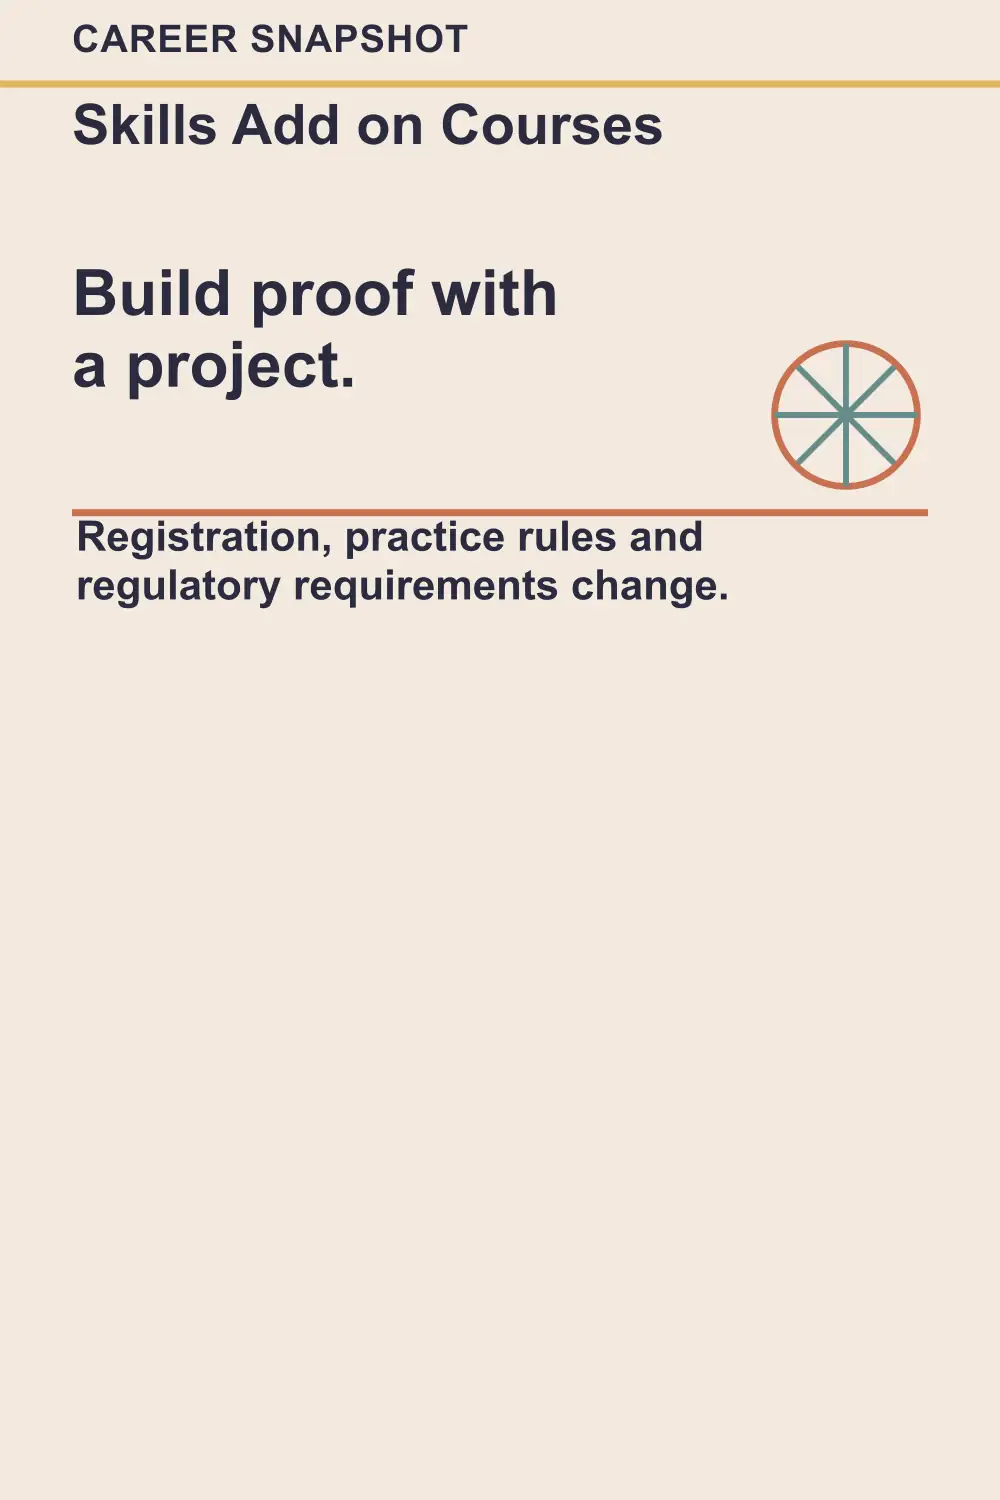 CAREER SNAPSHOT
Skills Add on Courses
Build proof with
a project.
Registration, practice rules and
regulatory requirements change.